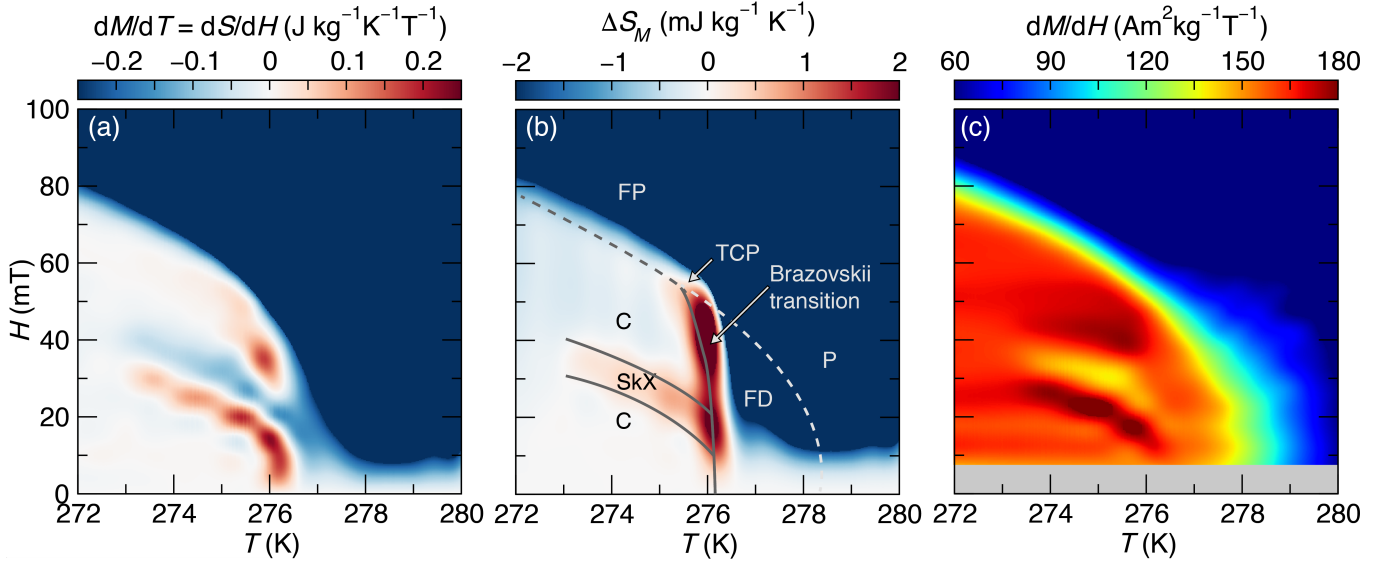 dM/dT = dS/dH (J kg⁻¹K⁻¹T⁻¹)
−0.2 −0.1 0 0.1 0.2
(a)
100
80
60
40
20
0
H (mT)
272 274 276 278 280
T (K)
ΔS_M (mJ kg⁻¹ K⁻¹)
−2 −1 0 1 2
(b)
FP
TCP
Brazovskii
transition
C
P
SkX
FD
C
272 274 276 278 280
T (K)
dM/dH (Am²kg⁻¹T⁻¹)
60 90 120 150 180
(c)
272 274 276 278 280
T (K)